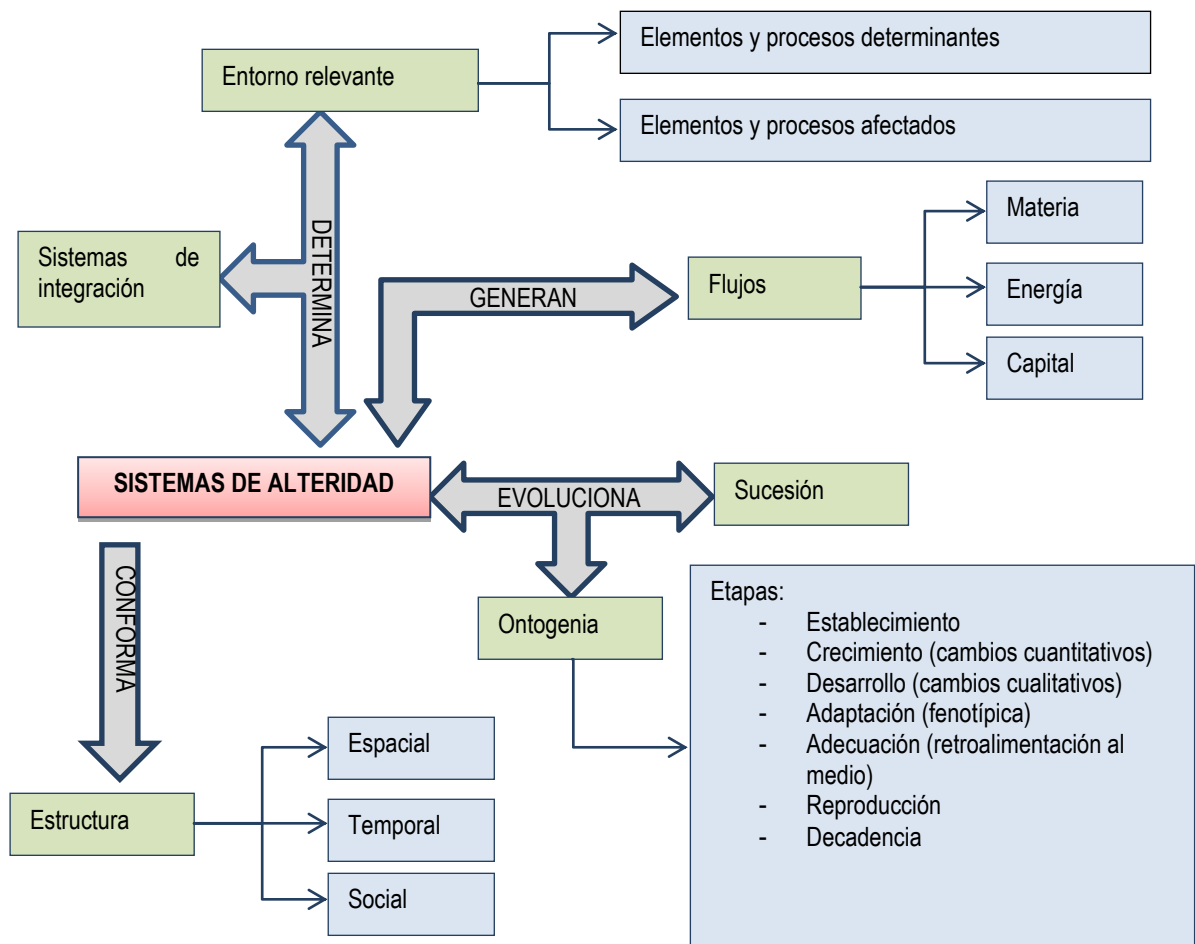 Elementos y procesos determinantes
Entorno relevante
Elementos y procesos afectados
DETERMINA
Sistemas de
integración
GENERAN
Flujos
Materia
Energía
Capital
SISTEMAS DE ALTERIDAD
EVOLUCIONA
Sucesión
CONFORMA
Ontogenia
Etapas:
- Establecimiento
- Crecimiento (cambios cuantitativos)
- Desarrollo (cambios cualitativos)
- Adaptación (fenotípica)
- Adecuación (retroalimentación al
medio)
- Reproducción
- Decadencia
Estructura
Espacial
Temporal
Social